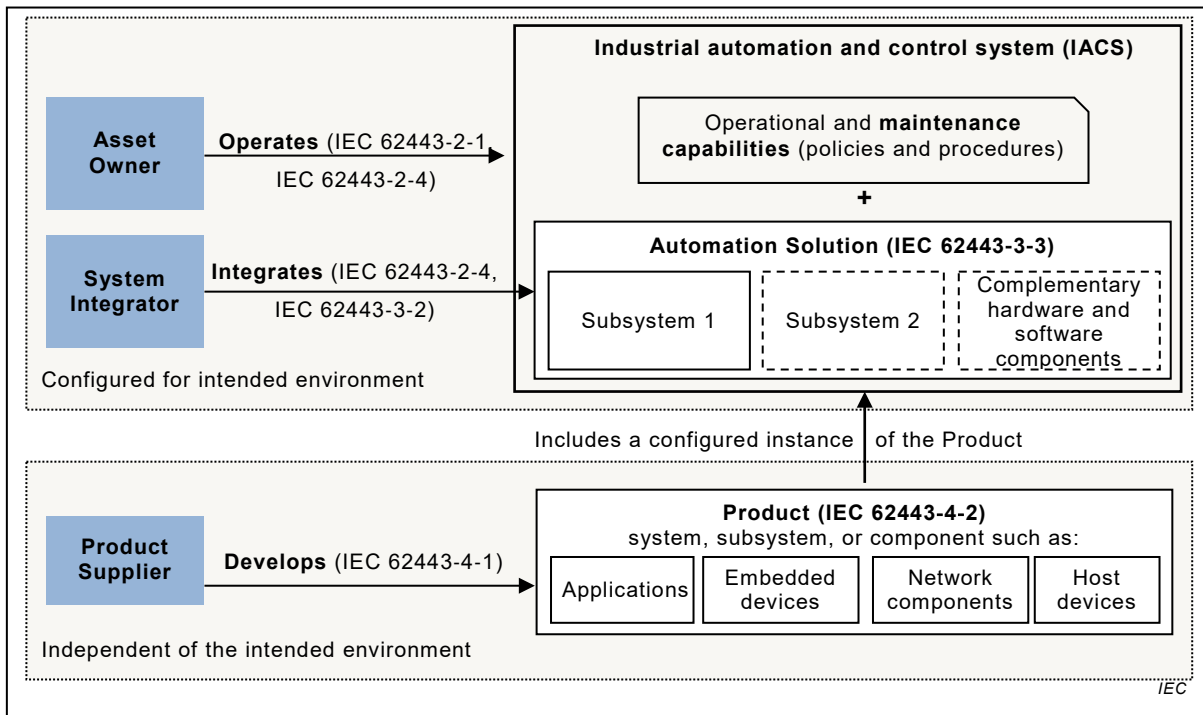 Industrial automation and control system (IACS)
Asset
Owner
Operates (IEC 62443-2-1,
IEC 62443-2-4)
Operational and maintenance
capabilities (policies and procedures)
+
System
Integrator
Integrates (IEC 62443-2-4,
IEC 62443-3-2)
Automation Solution (IEC 62443-3-3)
Subsystem 1
Subsystem 2
Complementary
hardware and
software
components
Configured for intended environment
Includes a configured instance of the Product
Product
Supplier
Develops (IEC 62443-4-1)
Product (IEC 62443-4-2)
system, subsystem, or component such as:
Applications
Embedded
devices
Network
components
Host
devices
Independent of the intended environment
IEC